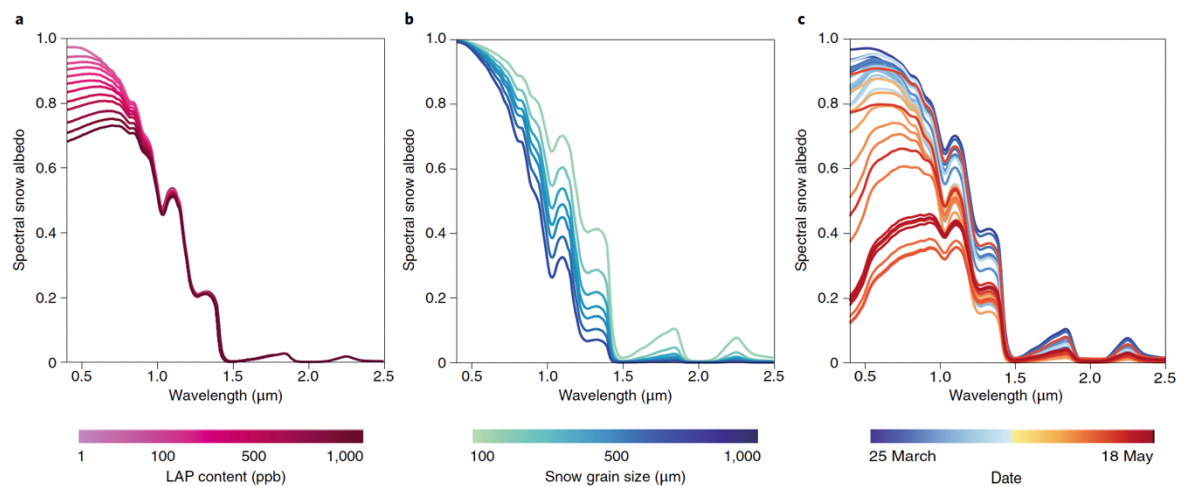 a
Spectral snow albedo
1.0
0.8
0.6
0.4
0.2
0
0.5 1.0 1.5 2.0 2.5
Wavelength (μm)
1 100 500 1,000
LAP content (ppb)
b
Spectral snow albedo
1.0
0.8
0.6
0.4
0.2
0
0.5 1.0 1.5 2.0 2.5
Wavelength (μm)
100 500 1,000
Snow grain size (μm)
c
Spectral snow albedo
1.0
0.8
0.6
0.4
0.2
0
0.5 1.0 1.5 2.0 2.5
Wavelength (μm)
25 March 18 May
Date